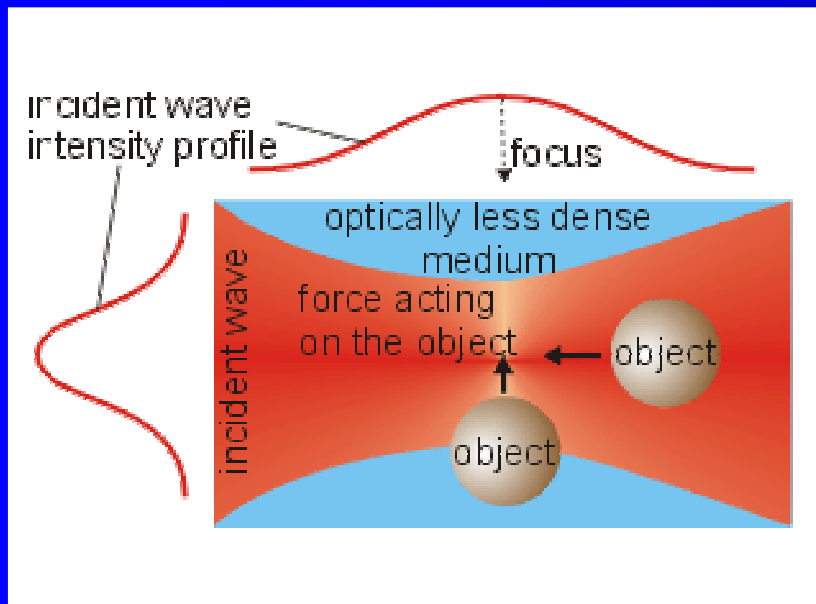 incident wave
intensity profile
focus
optically less dense
medium
incident wave
force acting
on the object
object
object